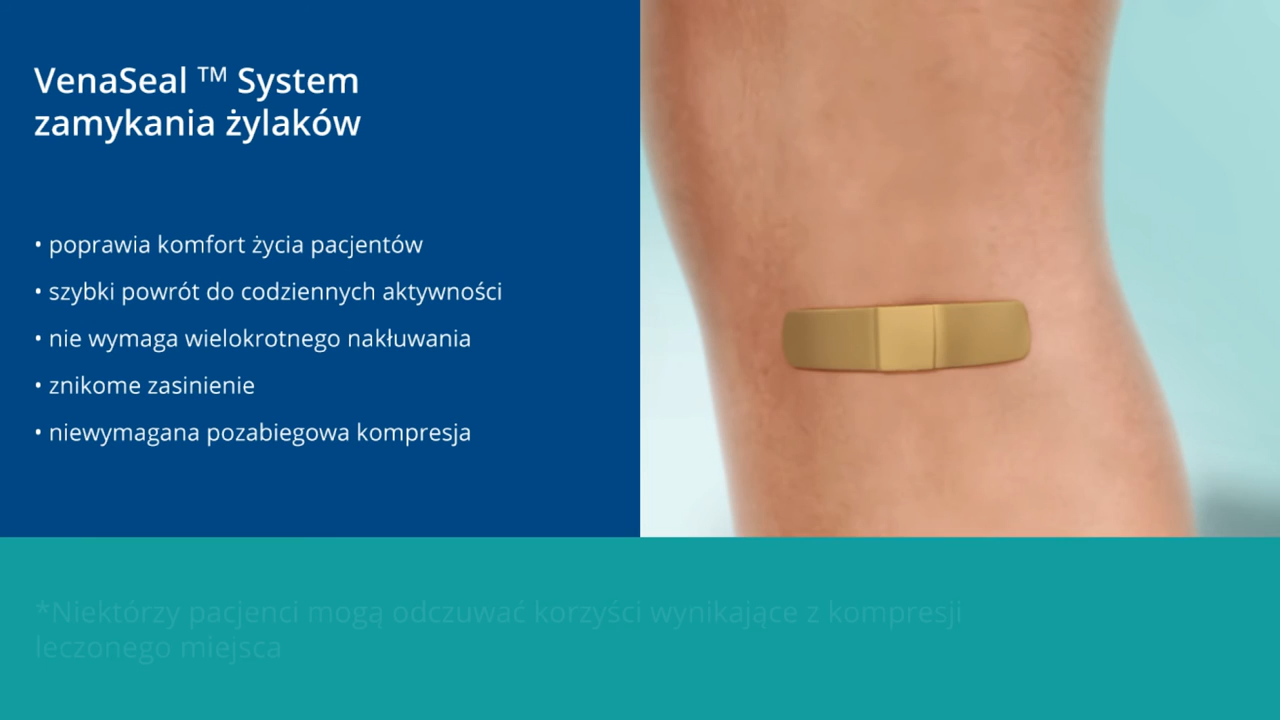 VenaSeal ™ System
zamykania żylaków
• poprawia komfort życia pacjentów
• szybki powrót do codziennych aktywności
• nie wymaga wielokrotnego nakłuwania
• znikome zasinienie
• niewymagana pozabiegowa kompresja
*Niektórzy pacjenci mogą odczuwać korzyści wynikające z kompresji
leczonego miejsca